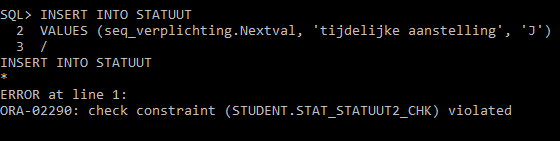 SQL> INSERT INTO STATUUT
2 VALUES (seq_verplichting.Nextval, 'tijdelijke aanstelling', 'J')
3 /
INSERT INTO STATUUT
*
ERROR at line 1:
ORA-02290: check constraint (STUDENT.STAT_STATUUT2_CHK) violated